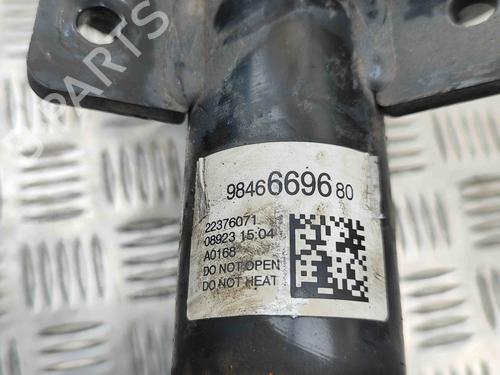 9846669680
22376071
08923 15:04
A0168
DO NOT OPEN
DO NOT HEAT